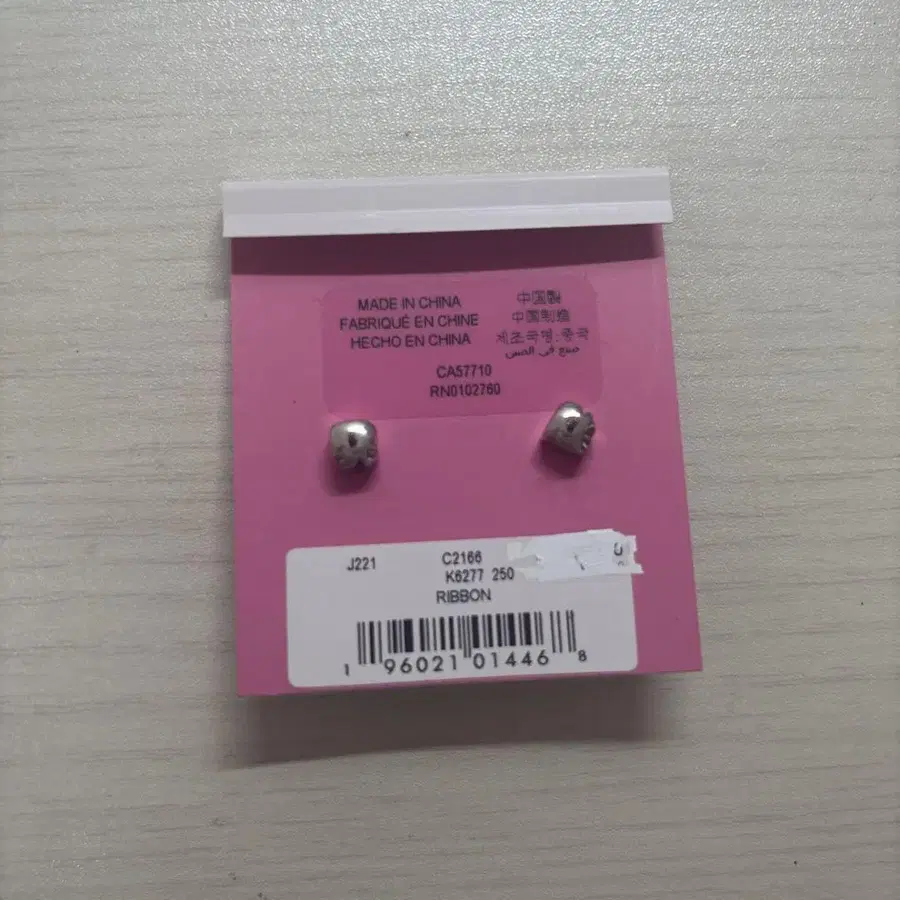 MADE IN CHINA
FABRIQUÉ EN CHINE
HECHO EN CHINA
中国製
中国制造
제조국명:중국
صنع في الصين
CA57710
RN0102760
J221
C2166
K6277 250
RIBBON
1 96021 01446 8